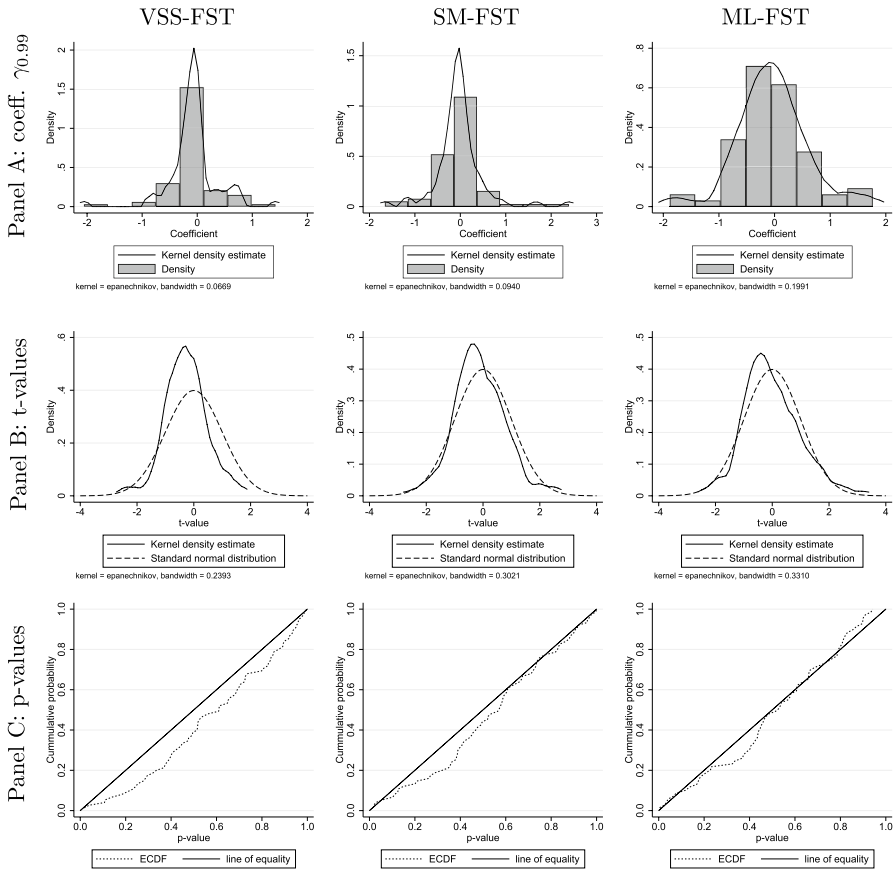 VSS-FST SM-FST ML-FST
Panel A: coeff. γ0.99
Density Density Density
2 1.5 1 .5 0
1.5 1 .5 0
.8 .6 .4 .2 0
-2 -1 0 1 2 -2 -1 0 1 2 3 -2 -1 0 1 2
Coefficient Coefficient Coefficient
Kernel density estimate Kernel density estimate Kernel density estimate
Density Density Density
kernel = epanechnikov, bandwidth = 0.0669 kernel = epanechnikov, bandwidth = 0.0940 kernel = epanechnikov, bandwidth = 0.1991
Panel B: t-values
Density Density Density
.6 .4 .2 0
.5 .4 .3 .2 .1 0
.5 .4 .3 .2 .1 0
-4 -2 0 2 4 -4 -2 0 2 4 -4 -2 0 2 4
t-value t-value t-value
Kernel density estimate Kernel density estimate Kernel density estimate
Standard normal distribution Standard normal distribution Standard normal distribution
kernel = epanechnikov, bandwidth = 0.2393 kernel = epanechnikov, bandwidth = 0.3021 kernel = epanechnikov, bandwidth = 0.3310
Panel C: p-values
Cummulative probability Cummulative probability Cummulative probability
1.0 0.8 0.6 0.4 0.2 0.0
1.0 0.8 0.6 0.4 0.2 0.0
1.0 0.8 0.6 0.4 0.2 0.0
0.0 0.2 0.4 0.6 0.8 1.0 0.0 0.2 0.4 0.6 0.8 1.0 0.0 0.2 0.4 0.6 0.8 1.0
p-value p-value p-value
ECDF line of equality ECDF line of equality ECDF line of equality